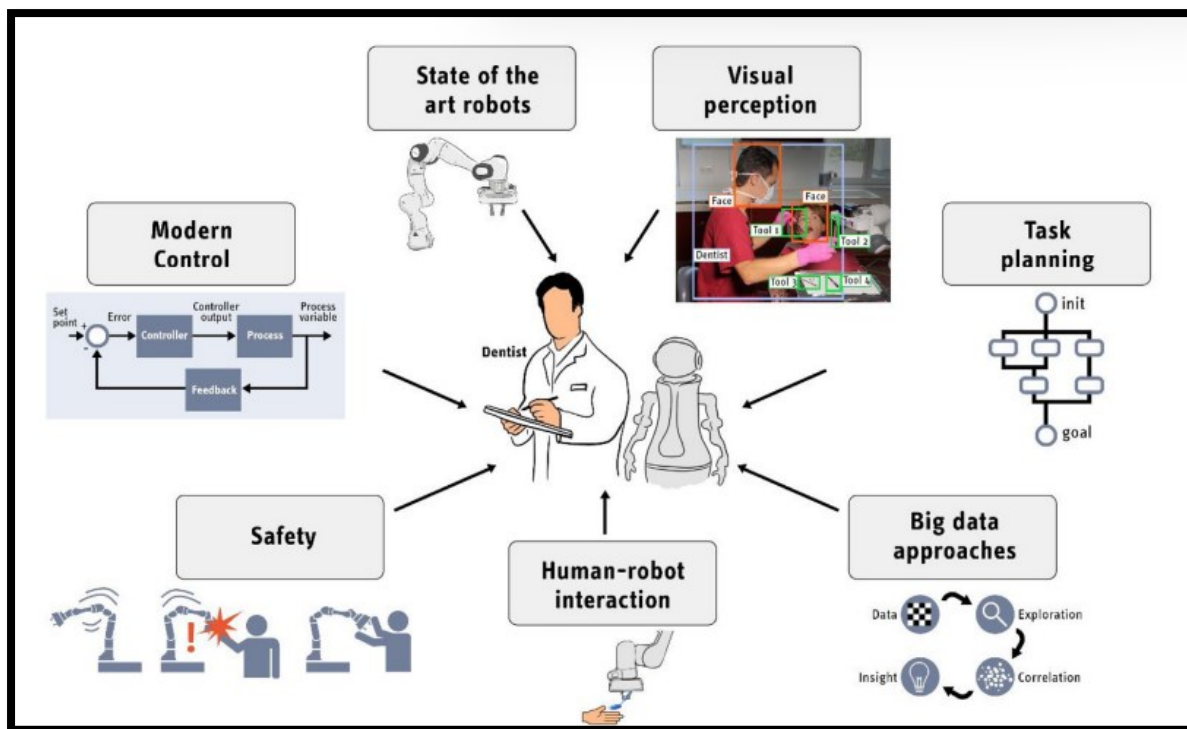 State of the
art robots
Visual
perception
Modern
Control
Set
point
+
-
Error
Controller
Controller
output
Process
Process
variable
Feedback
Face
Face
Tool 1
Tool 2
Dentist
Tool 3
Tool 4
Task
planning
init
goal
Dentist
Safety
!
Human-robot
interaction
Big data
approaches
Data
Exploration
Insight
Correlation